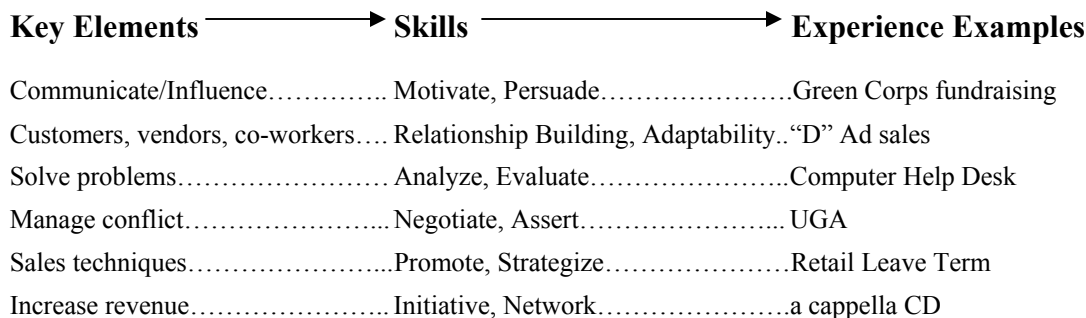 Key Elements Skills Experience Examples
Communicate/Influence………….. Motivate, Persuade………………….Green Corps fundraising
Customers, vendors, co-workers…. Relationship Building, Adaptability..“D” Ad sales
Solve problems…………………… Analyze, Evaluate…………………..Computer Help Desk
Manage conflict………………... Negotiate, Assert………………... UGA
Sales techniques………………...Promote, Strategize…………………Retail Leave Term
Increase revenue………………….. Initiative, Network…………………a cappella CD